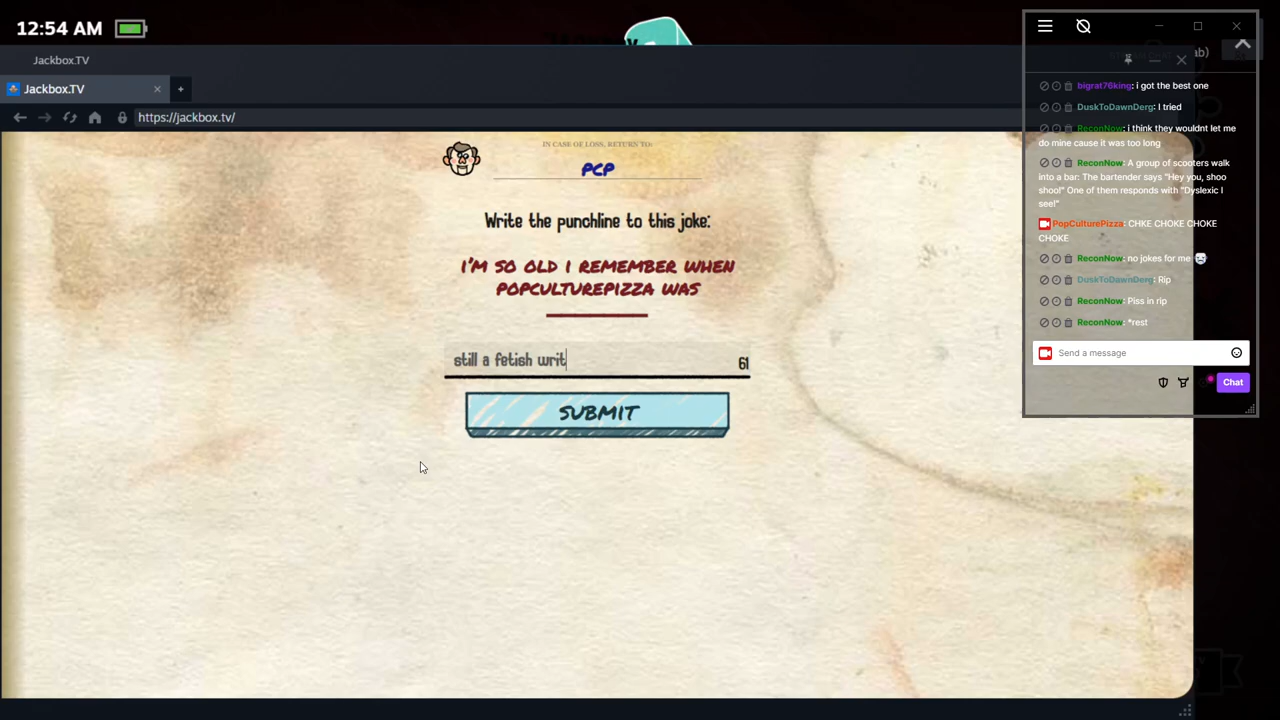 12:54 AM
Jackbox.TV
Jackbox.TV
https://jackbox.tv/
IN CASE OF LOSS, RETURN TO:
PCP
Write the punchline to this joke:
I'M SO OLD I REMEMBER WHEN
POPCULTUREPIZZA WAS
still a fetish writ
61
SUBMIT
bigrat76king: i got the best one
DuskToDawnDerg: I tried
ReconNow: i think they wouldnt let me
do mine cause it was too long
ReconNow: A group of scooters walk
into a bar: The bartender says "Hey you, shoo
shoo!" One of them responds with "Dyslexic I
see!"
PopCulturePizza: CHKE CHOKE CHOKE
CHOKE
ReconNow: no jokes for me
DuskToDawnDerg: Rip
ReconNow: Piss in rip
ReconNow: *rest
Send a message
Chat